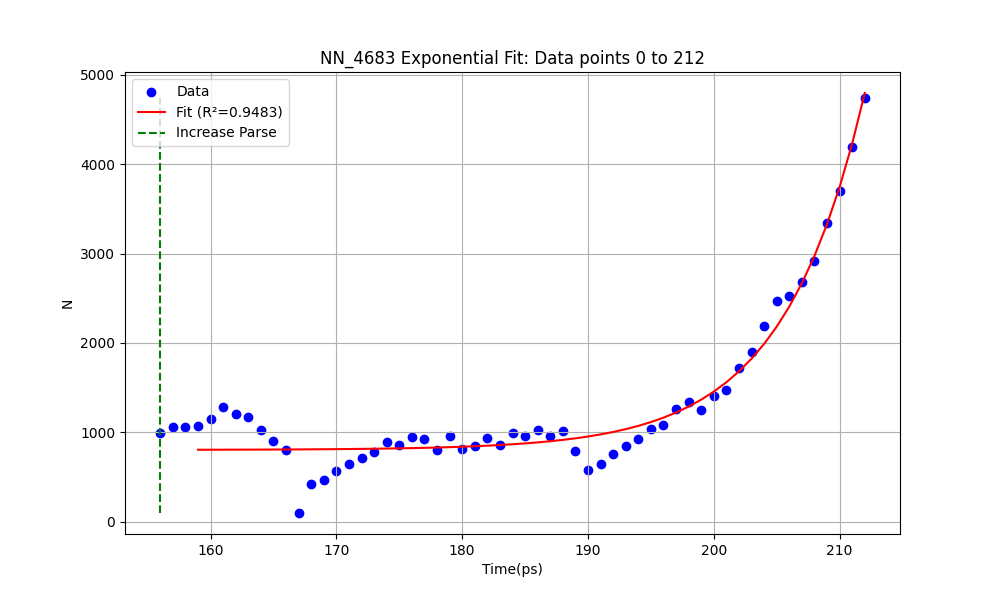 NN_4683 Exponential Fit: Data points 0 to 212
Data
Fit (R²=0.9483)
Increase Parse
5000
4000
3000
2000
1000
0
N
160
170
180
190
200
210
Time(ps)